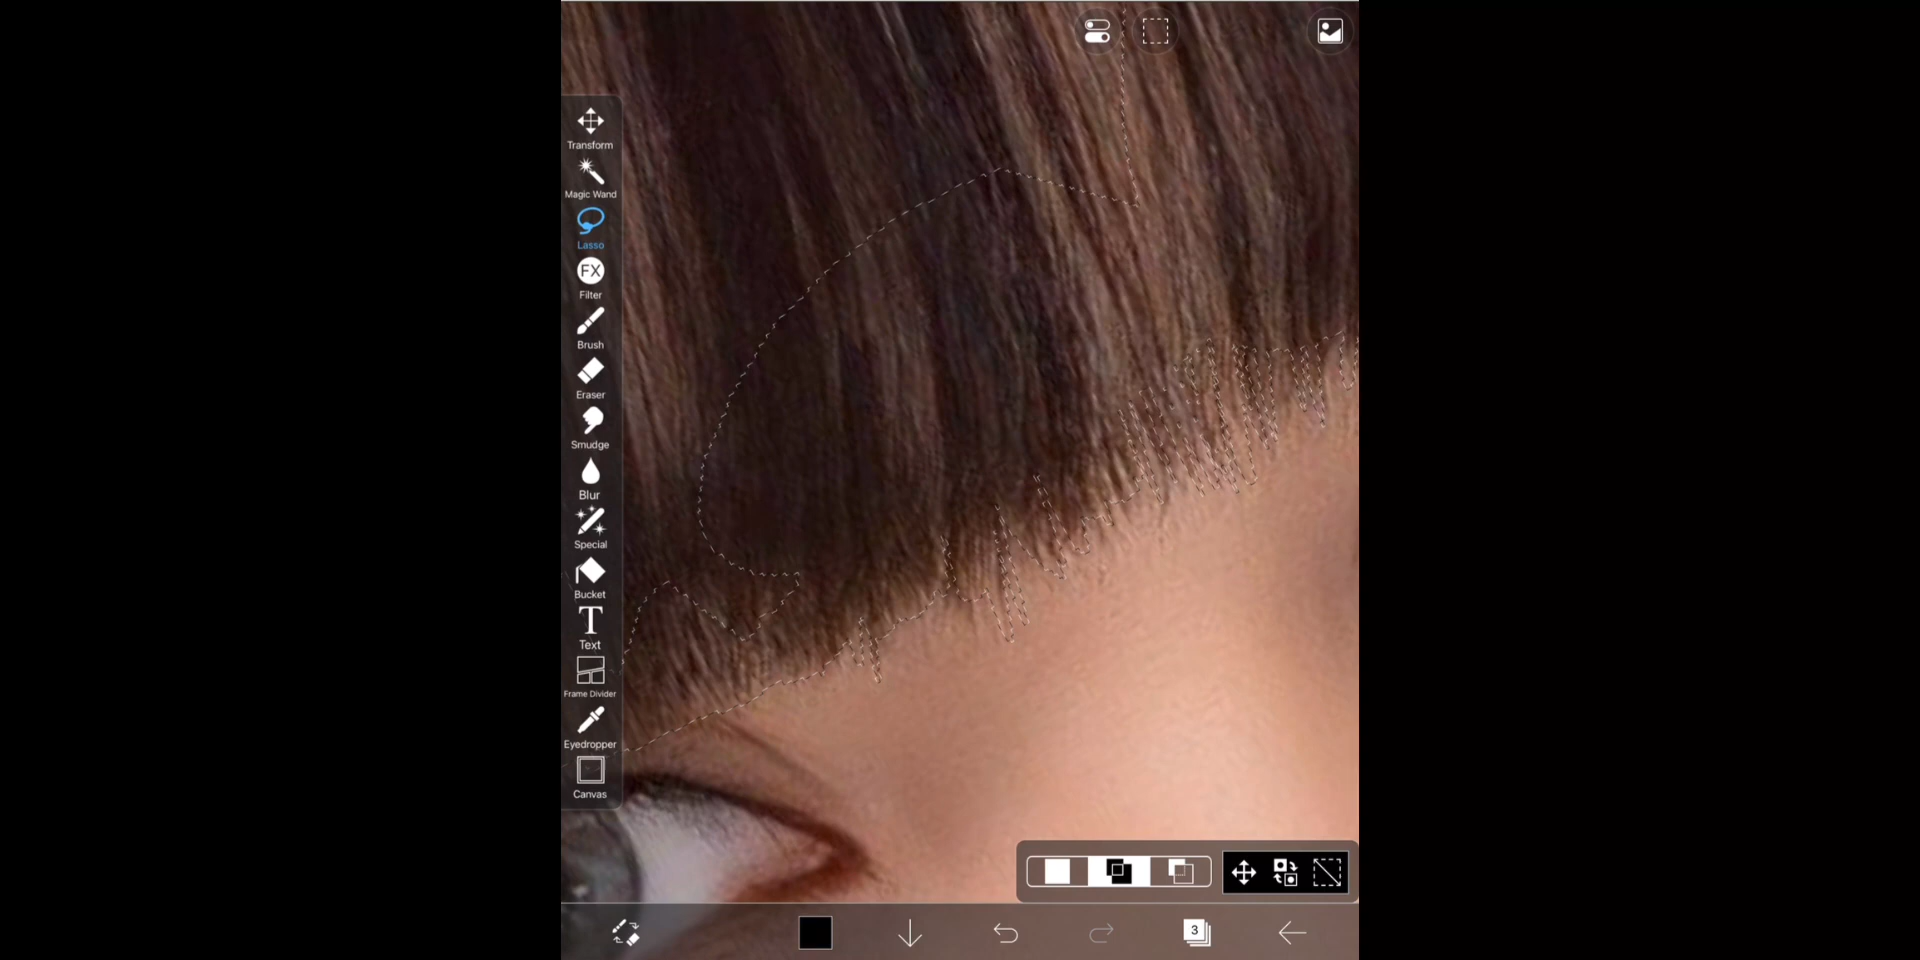 Transform
Magic Wand
Lasso
FX
Filter
Brush
Eraser
Smudge
Blur
Special
Bucket
T
Text
Frame Divider
Eyedropper
Canvas
3